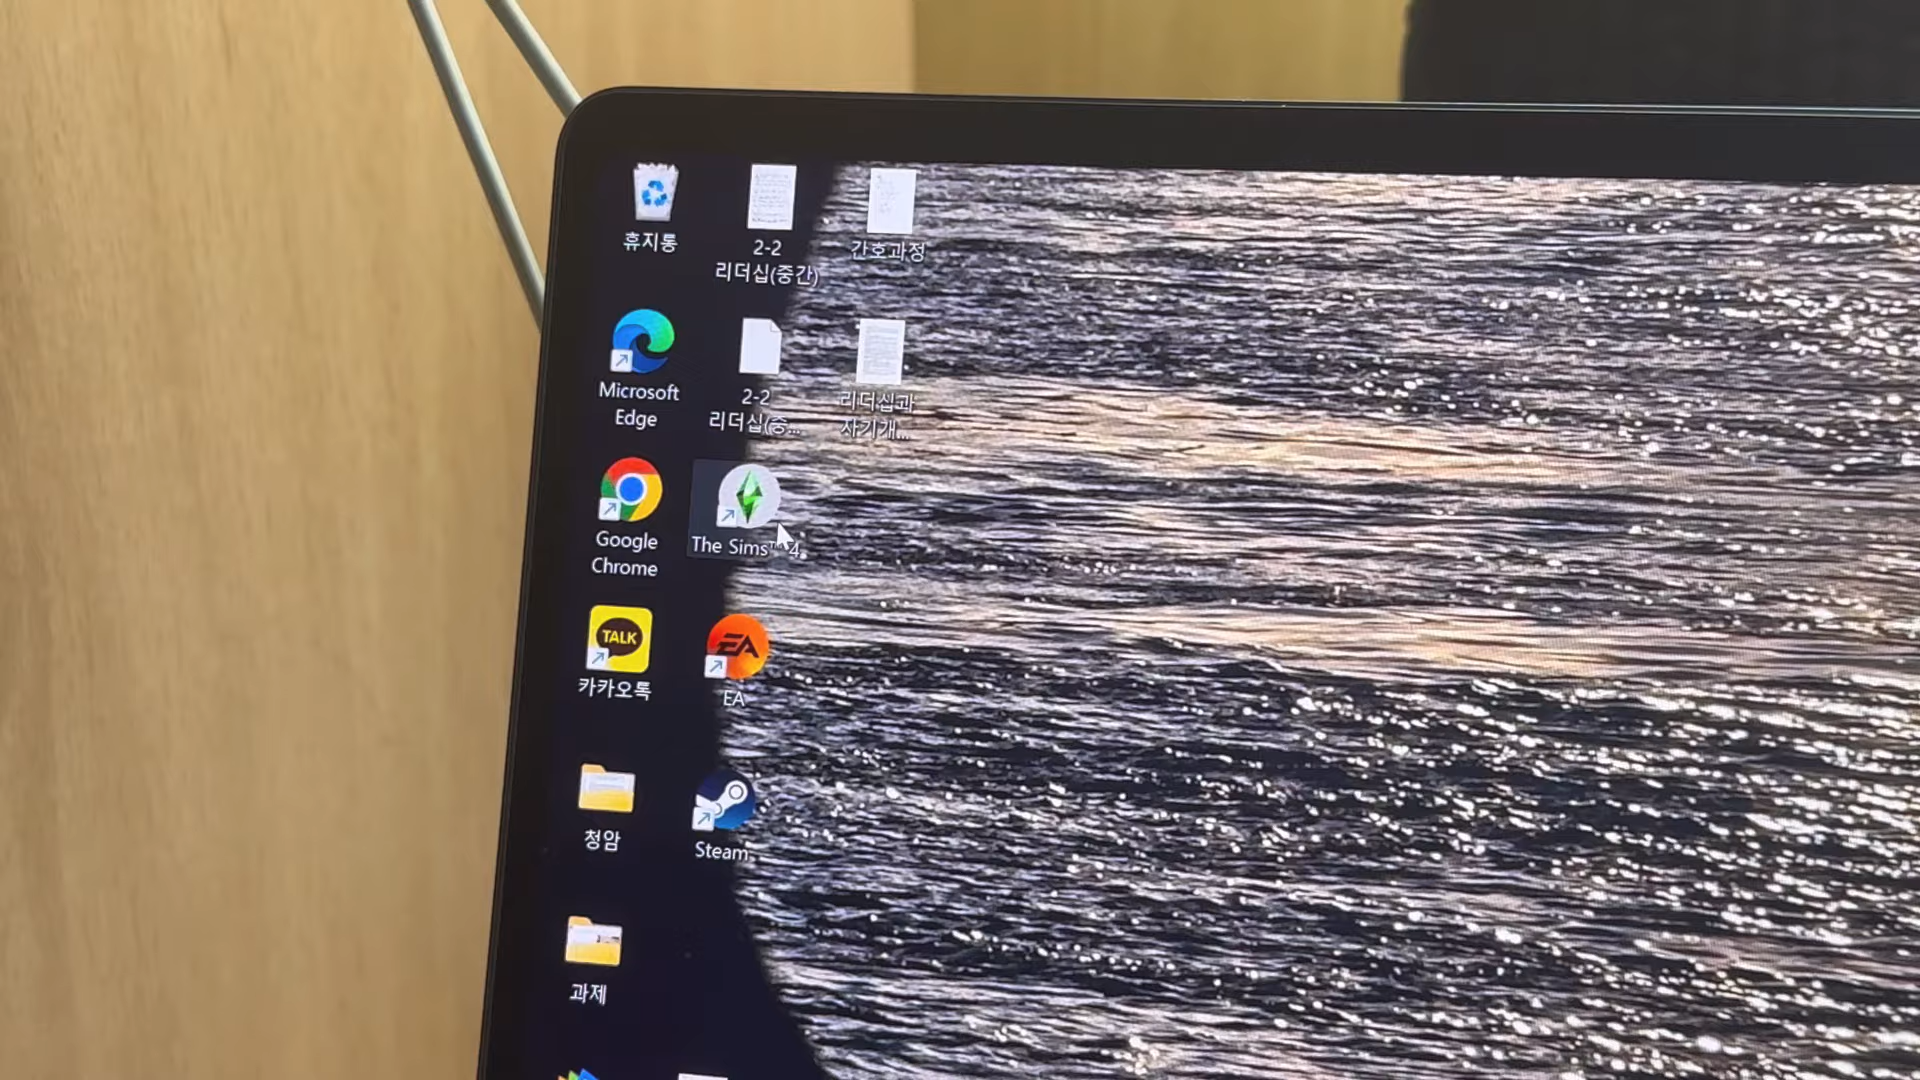 휴지통
2-2
리더십(중간)
간호과정
Microsoft
Edge
2-2
리더십(중...
리더십과
자기개...
Google
Chrome
The Sims™ 4
TALK
카카오톡
EA
EA
청암
Steam
과제